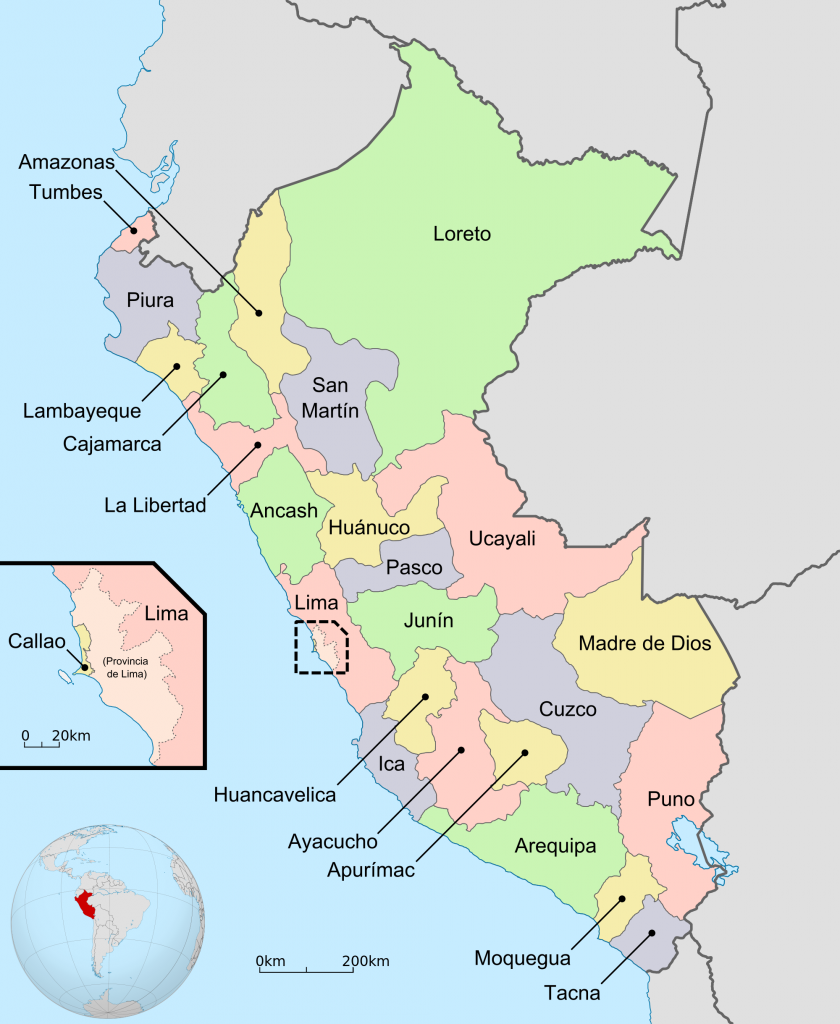 Amazonas
Tumbes
Loreto
Piura
San
Martín
Lambayeque
Cajamarca
La Libertad
Ancash
Huánuco
Ucayali
Pasco
Lima
Junín
Lima
Callao
(Provincia
de Lima)
0 20km
Madre de Dios
Cuzco
Ica
Huancavelica
Puno
Ayacucho
Arequipa
Apurímac
Moquegua
0km 200km
Tacna